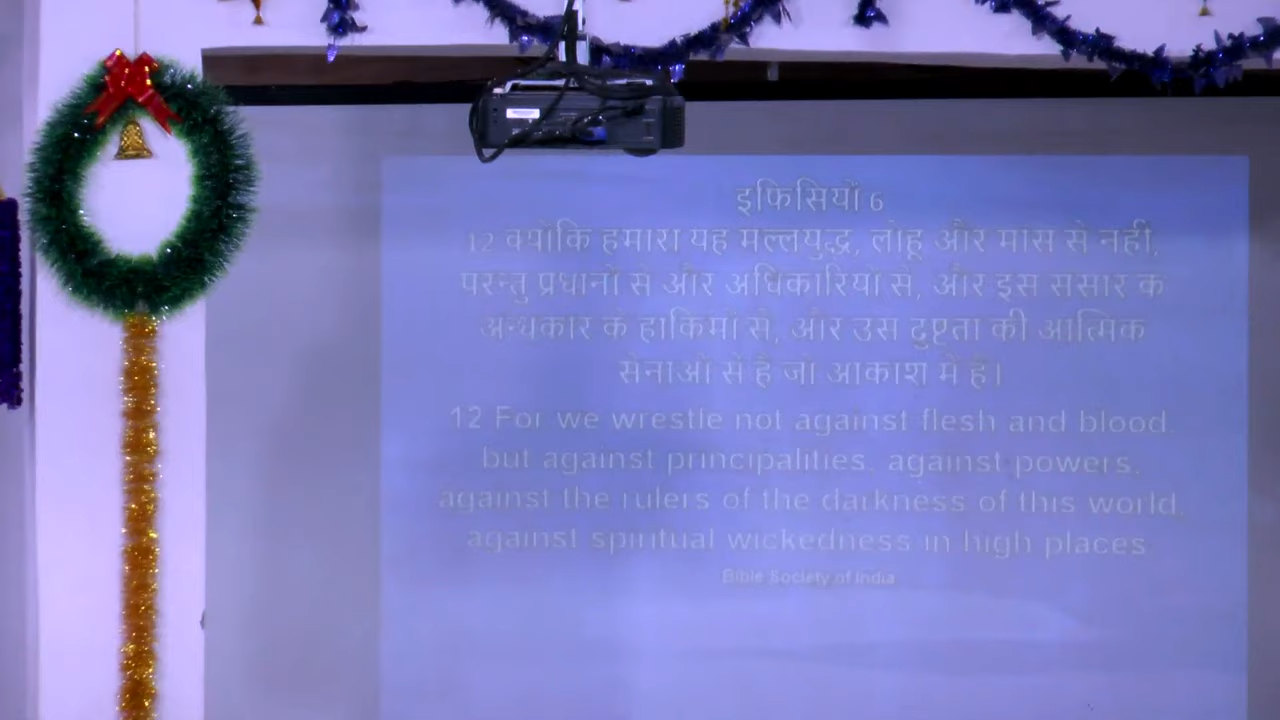 इफिसियों 6
12 क्योंकि हमारा यह मल्लयुद्ध, लोहू और मांस से नहीं,
परन्तु प्रधानों से और अधिकारियों से, और इस संसार के
अन्धकार के हाकिमों से, और उस दुष्टता की आत्मिक
सेनाओं से है जो आकाश में हैं।
12 For we wrestle not against flesh and blood,
but against principalities, against powers,
against the rulers of the darkness of this world,
against spiritual wickedness in high places
Bible Society of India